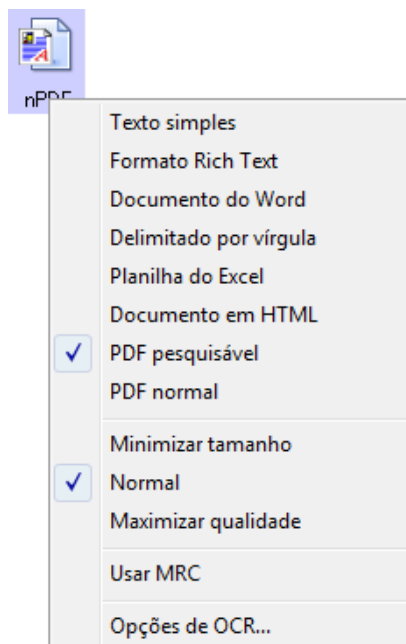 nPDF
Texto simples
Formato Rich Text
Documento do Word
Delimitado por vírgula
Planilha do Excel
Documento em HTML
PDF pesquisável
PDF normal
Minimizar tamanho
Normal
Maximizar qualidade
Usar MRC
Opções de OCR...